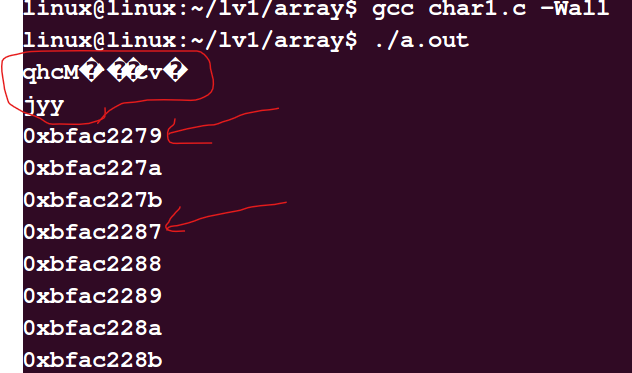 linux@linux:~/lv1/array$ gcc char1.c -Wall
linux@linux:~/lv1/array$ ./a.out
qhcM� ���Cv�
jyy
0xbfac2279
0xbfac227a
0xbfac227b
0xbfac2287
0xbfac2288
0xbfac2289
0xbfac228a
0xbfac228b